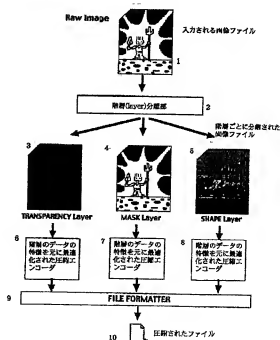 Raw Image
入力される画像ファイル
1
階層(layer)分離部
2
階層ごとに分離された
画像ファイル
3
4
5
TRANSPARENCY Layer
MASK Layer
SHAPE Layer
6
階層のデータの
特徴を元に最適
化された圧縮エ
ンコーダ
7
階層のデータの
特徴を元に最適
化された圧縮エ
ンコーダ
8
階層のデータの
特徴を元に最適
化された圧縮エ
ンコーダ
9
FILE FORMATTER
10
圧縮されたファイル